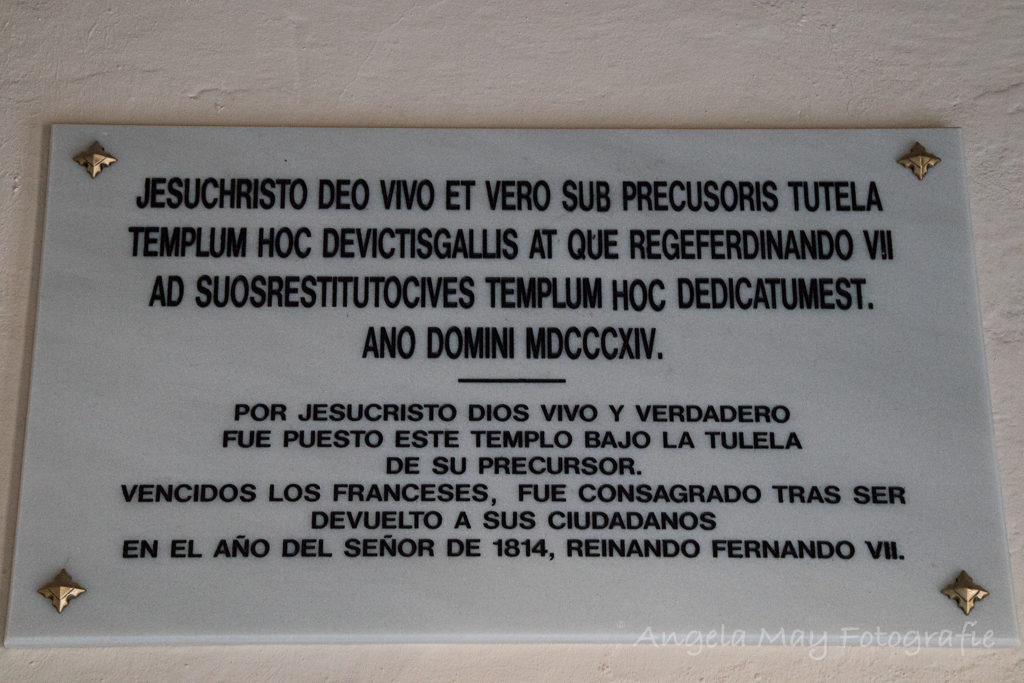 JESUCHRISTO DEO VIVO ET VERO SUB PRECUSORIS TUTELA
TEMPLUM HOC DEVICTISGALLIS AT QUE REGEFERDINANDO VII
AD SUOSRESTITUTOCIVES TEMPLUM HOC DEDICATUMEST.
ANO DOMINI MDCCCXIV.
POR JESUCRISTO DIOS VIVO Y VERDADERO
FUE PUESTO ESTE TEMPLO BAJO LA TULELA
DE SU PRECURSOR.
VENCIDOS LOS FRANCESES, FUE CONSAGRADO TRAS SER
DEVUELTO A SUS CIUDADANOS
EN EL AÑO DEL SEÑOR DE 1814, REINANDO FERNANDO VII.
© Angela May Fotografie